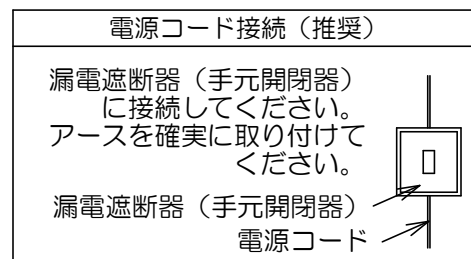 電源コード接続（推奨）
漏電遮断器（手元開閉器）
に接続してください。
アースを確実に取り付けて
ください。
漏電遮断器（手元開閉器）
電源コード